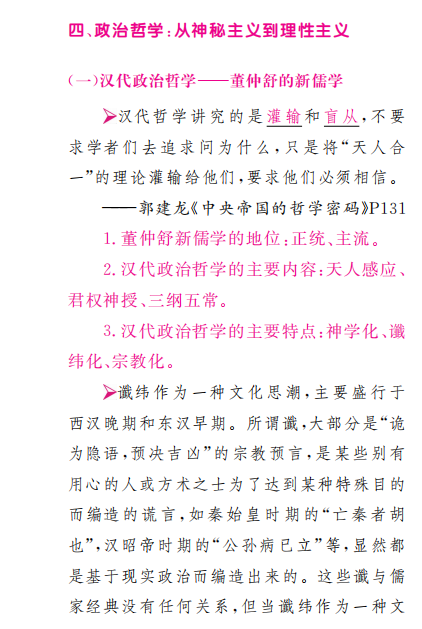 四、政治哲学:从神秘主义到理性主义
(一)汉代政治哲学——董仲舒的新儒学
➢汉代哲学讲究的是灌输和盲从,不要
求学者们去追求问为什么,只是将“天人合
一”的理论灌输给他们,要求他们必须相信。
——郭建龙《中央帝国的哲学密码》P131
1. 董仲舒新儒学的地位:正统、主流。
2. 汉代政治哲学的主要内容:天人感应、
君权神授、三纲五常。
3. 汉代政治哲学的主要特点:神学化、谶
纬化、宗教化。
➢谶纬作为一种文化思潮,主要盛行于
西汉晚期和东汉早期。所谓谶,大部分是“诡
为隐语,预决吉凶”的宗教预言,是某些别有
用心的人或方术之士为了达到某种特殊目的
而编造的谎言,如秦始皇时期的“亡秦者胡
也”,汉昭帝时期的“公孙病已立”等,显然都
是基于现实政治而编造出来的。这些谶与儒
家经典没有任何关系,但当谶纬作为一种文